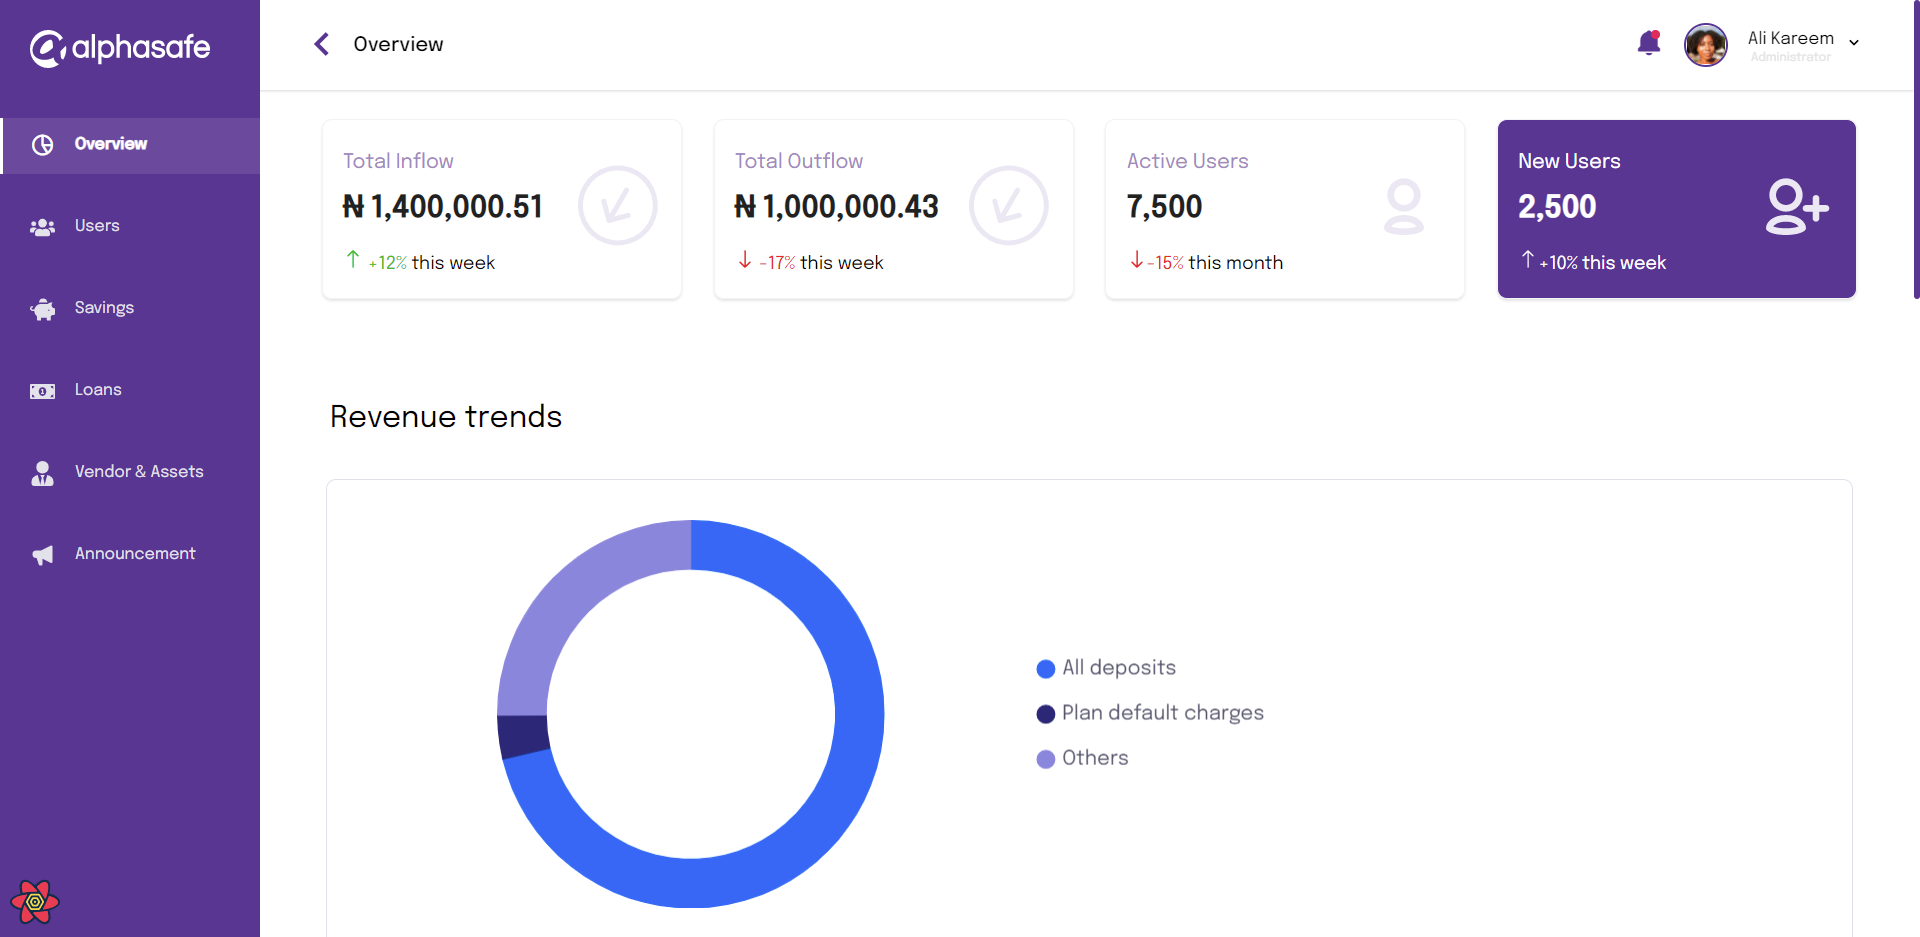 alphasafe
Overview
Users
Savings
Loans
Vendor & Assets
Announcement
Overview
Ali Kareem
Administrator
Total Inflow
₦ 1,400,000.51
+12% this week
Total Outflow
₦ 1,000,000.43
-17% this week
Active Users
7,500
-15% this month
New Users
2,500
+10% this week
Revenue trends
All deposits
Plan default charges
Others